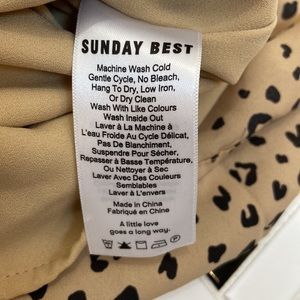 SUNDAY BEST
Machine Wash Cold
Gentle Cycle, No Bleach,
Hang To Dry, Low Iron,
Or Dry Clean
Wash With Like Colours
Wash Inside Out
Laver À La Machine à
L'eau Froide Au Cycle Délicat,
Pas De Blanchiment,
Suspendre Pour Sécher,
Repasser à Basse Température,
Ou Nettoyer à Sec
Laver Avec Des Couleurs
Semblables
Laver à L'envers
Made in China
Fabriqué en Chine
A little love
goes a long way.